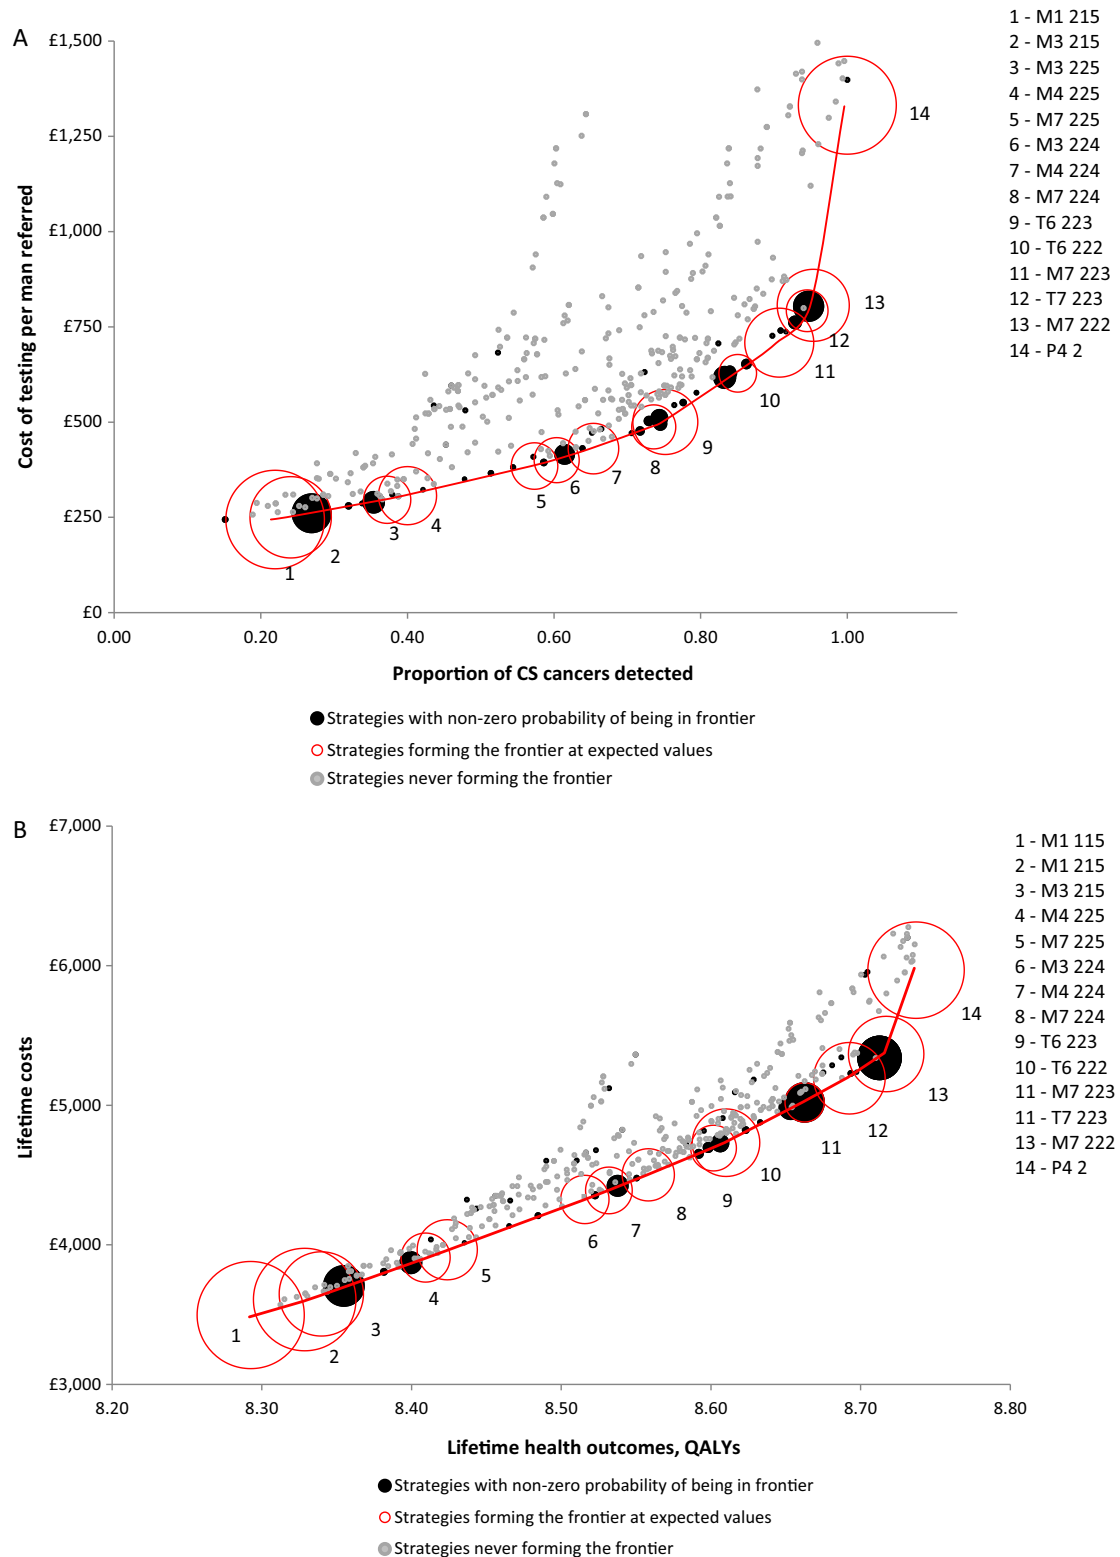 A
£1,500
£1,250
£1,000
£750
£500
£250
£0
Cost of testing per man referred
0.00 0.20 0.40 0.60 0.80 1.00
Proportion of CS cancers detected
1
2
3
4
5
6
7
8
9
10
11
12
13
14
1 - M1 215
2 - M3 215
3 - M3 225
4 - M4 225
5 - M7 225
6 - M3 224
7 - M4 224
8 - M7 224
9 - T6 223
10 - T6 222
11 - M7 223
12 - T7 223
13 - M7 222
14 - P4 2
Strategies with non-zero probability of being in frontier
Strategies forming the frontier at expected values
Strategies never forming the frontier
B
£7,000
£6,000
£5,000
£4,000
£3,000
Lifetime costs
8.20 8.30 8.40 8.50 8.60 8.70 8.80
Lifetime health outcomes, QALYs
1
2
3
4
5
6
7
8
9
10
11
12
13
14
1 - M1 115
2 - M1 215
3 - M3 215
4 - M4 225
5 - M7 225
6 - M3 224
7 - M4 224
8 - M7 224
9 - T6 223
10 - T6 222
11 - M7 223
11 - T7 223
13 - M7 222
14 - P4 2
Strategies with non-zero probability of being in frontier
Strategies forming the frontier at expected values
Strategies never forming the frontier